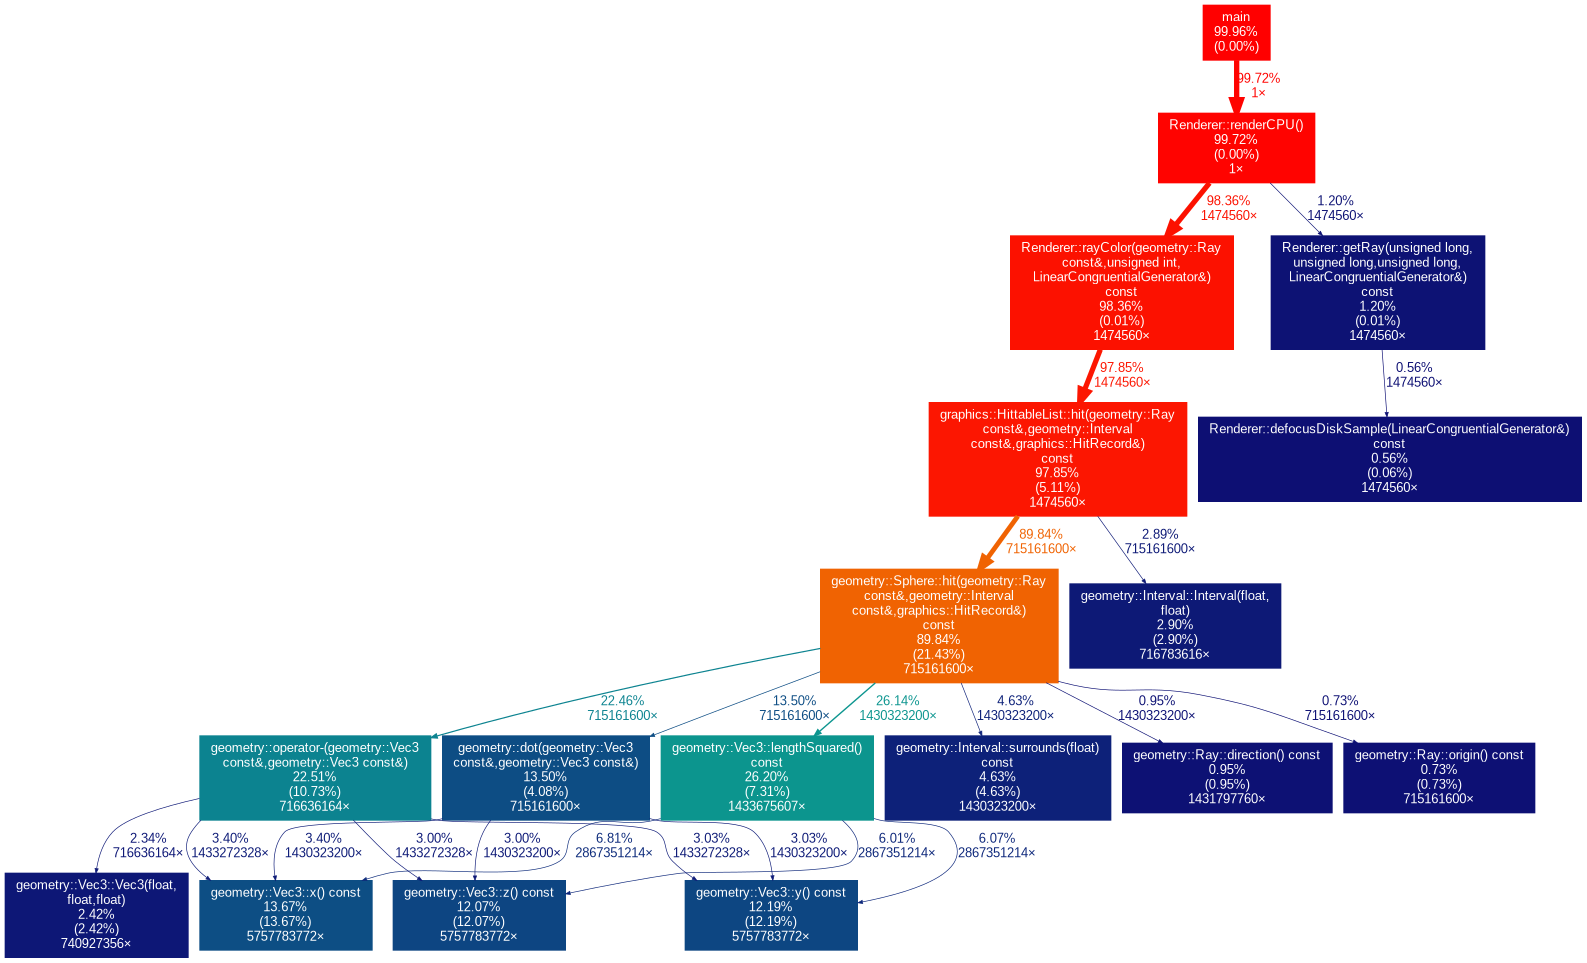 main
99.96%
(0.00%)
99.72%
1×
Renderer::renderCPU()
99.72%
(0.00%)
1×
98.36%
1474560×
1.20%
1474560×
Renderer::rayColor(geometry::Ray
const&,unsigned int,
LinearCongruentialGenerator&)
const
98.36%
(0.01%)
1474560×
Renderer::getRay(unsigned long,
unsigned long,unsigned long,
LinearCongruentialGenerator&)
const
1.20%
(0.01%)
1474560×
97.85%
1474560×
0.56%
1474560×
graphics::HittableList::hit(geometry::Ray
const&,geometry::Interval
const&,graphics::HitRecord&)
const
97.85%
(5.11%)
1474560×
Renderer::defocusDiskSample(LinearCongruentialGenerator&)
const
0.56%
(0.06%)
1474560×
89.84%
715161600×
2.89%
715161600×
geometry::Sphere::hit(geometry::Ray
const&,geometry::Interval
const&,graphics::HitRecord&)
const
89.84%
(21.43%)
715161600×
geometry::Interval::Interval(float,
float)
2.90%
(2.90%)
716783616×
22.46%
715161600×
13.50%
715161600×
26.14%
1430323200×
4.63%
1430323200×
0.95%
1430323200×
0.73%
715161600×
geometry::operator-(geometry::Vec3
const&,geometry::Vec3 const&)
22.51%
(10.73%)
716636164×
geometry::dot(geometry::Vec3
const&,geometry::Vec3 const&)
13.50%
(4.08%)
715161600×
geometry::Vec3::lengthSquared()
const
26.20%
(7.31%)
1433675607×
geometry::Interval::surrounds(float)
const
4.63%
(4.63%)
1430323200×
geometry::Ray::direction() const
0.95%
(0.95%)
1431797760×
geometry::Ray::origin() const
0.73%
(0.73%)
715161600×
2.34%
716636164×
3.40%
1433272328×
3.40%
1430323200×
3.00%
1433272328×
3.00%
1430323200×
6.81%
2867351214×
3.03%
1433272328×
3.03%
1430323200×
6.01%
2867351214×
6.07%
2867351214×
geometry::Vec3::Vec3(float,
float,float)
2.42%
(2.42%)
740927356×
geometry::Vec3::x() const
13.67%
(13.67%)
5757783772×
geometry::Vec3::z() const
12.07%
(12.07%)
5757783772×
geometry::Vec3::y() const
12.19%
(12.19%)
5757783772×